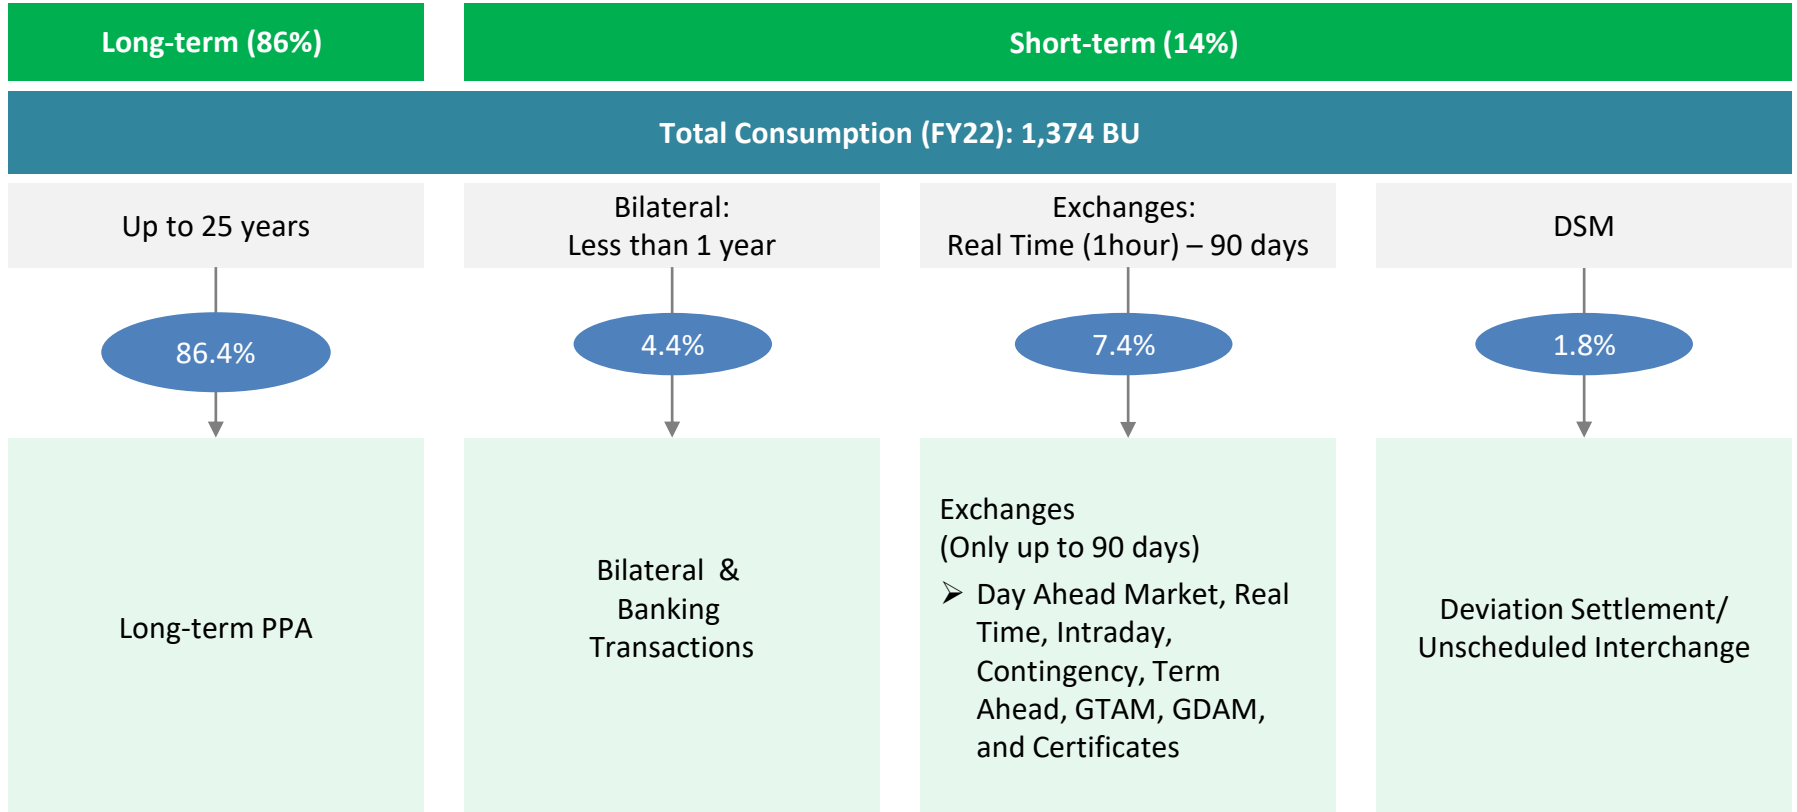 Long-term (86%)
Short-term (14%)
Total Consumption (FY22): 1,374 BU
Up to 25 years
Bilateral:
Less than 1 year
Exchanges:
Real Time (1hour) – 90 days
DSM
86.4%
4.4%
7.4%
1.8%
Long-term PPA
Bilateral &
Banking
Transactions
Exchanges
(Only up to 90 days)
➢ Day Ahead Market, Real
Time, Intraday,
Contingency, Term
Ahead, GTAM, GDAM,
and Certificates
Deviation Settlement/
Unscheduled Interchange